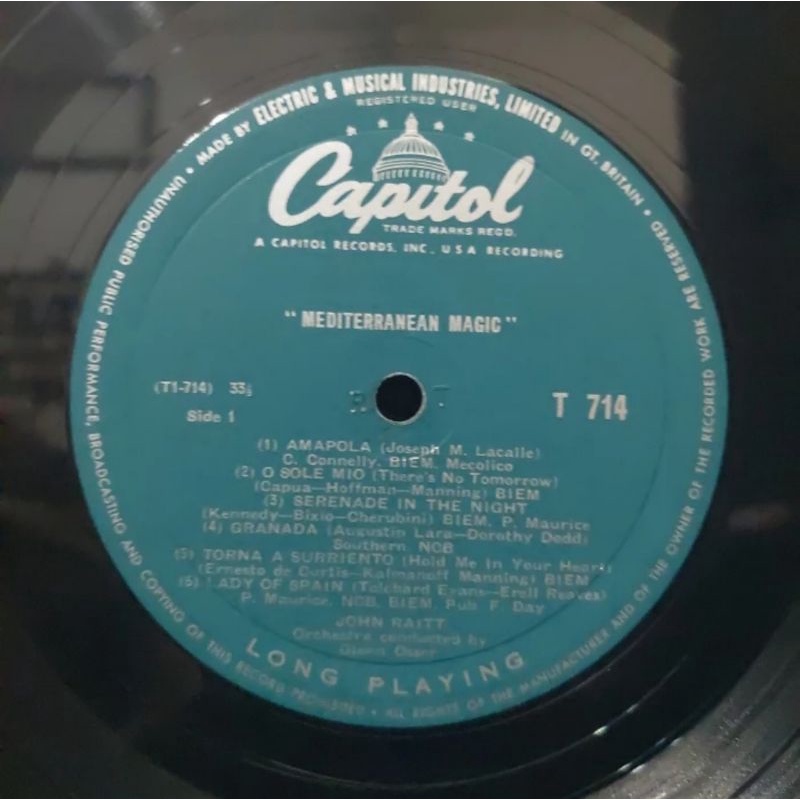 MADE BY ELECTRIC & MUSICAL INDUSTRIES, LIMITED IN GT. BRITAIN •
REGISTERED USER
Capitol
TRADE MARKS REGD.
A CAPITOL RECORDS, INC., U.S.A RECORDING
"MEDITERRANEAN MAGIC"
(T1-714) 33⅓
R T
T 714
Side 1
(1) AMAPOLA (Joseph M. Lacalle)
C. Connelly, BIEM, Mecolico
(2) O SOLE MIO (There's No Tomorrow)
(Capua—Hoffman—Manning) BIEM
(3) SERENADE IN THE NIGHT
(Kennedy—Bixio—Cherubini) BIEM, P. Maurice
(4) GRANADA (Augustin Lara—Dorothy Dodd)
Southern, NCB
(5) TORNA A SURRIENTO (Hold Me In Your Heart)
(Ernesto de Curtis—Kalmanoff Manning) BIEM
(6) LADY OF SPAIN (Tolchard Evans—Erell Reaves)
P. Maurice, NCB, BIEM, Pub F Day
JOHN RAITT
Orchestra conducted by
Glenn Osser
LONG PLAYING
ALL RIGHTS OF THE MANUFACTURER AND OF THE OWNER OF THE RECORDED WORK ARE RESERVED •
UNAUTHORISED PUBLIC PERFORMANCE, BROADCASTING AND COPYING OF THIS RECORD PROHIBITED •